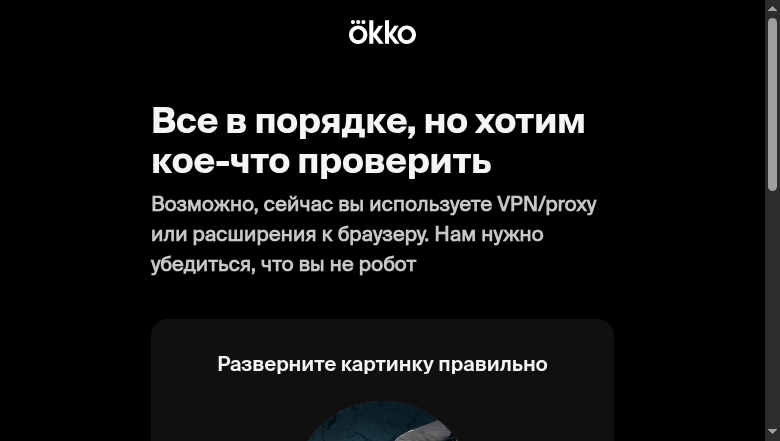 okko
Все в порядке, но хотим
кое-что проверить
Возможно, сейчас вы используете VPN/proxy
или расширения к браузеру. Нам нужно
убедиться, что вы не робот
Разверните картинку правильно